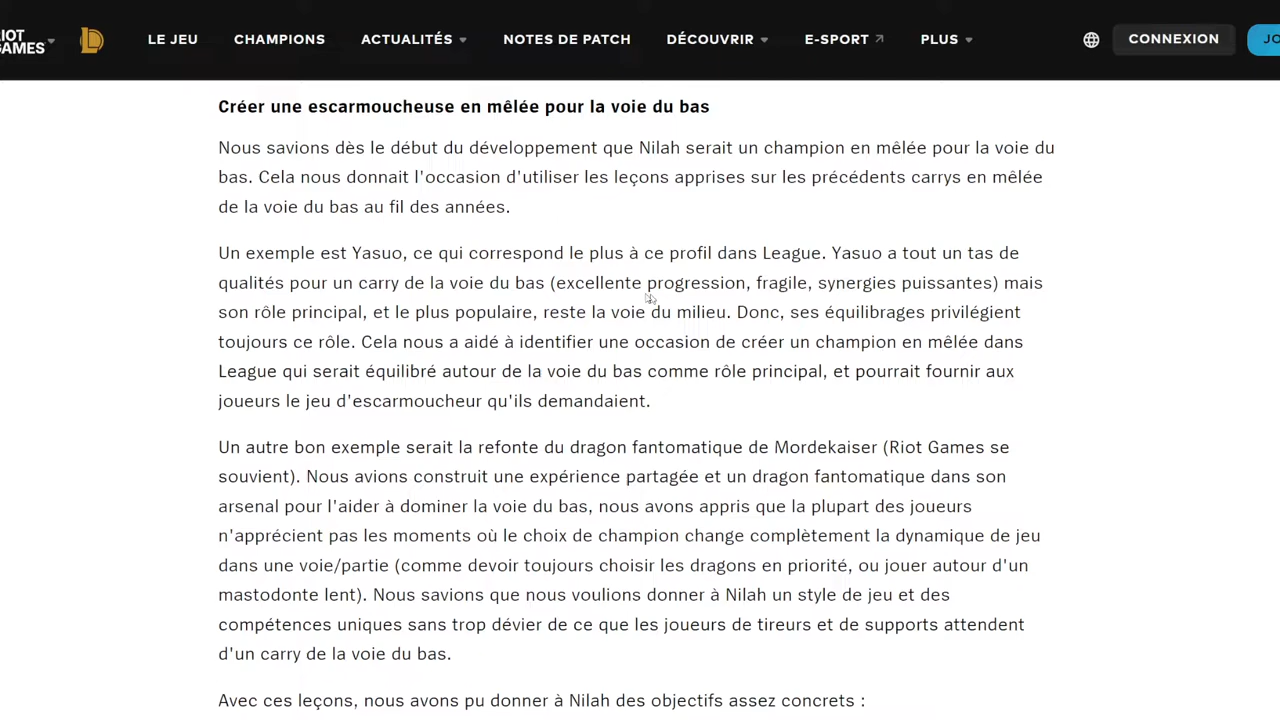 RIOT
GAMES
LE JEU
CHAMPIONS
ACTUALITÉS
NOTES DE PATCH
DÉCOUVRIR
E-SPORT
PLUS
CONNEXION
JO
Créer une escarmoucheuse en mêlée pour la voie du bas
Nous savions dès le début du développement que Nilah serait un champion en mêlée pour la voie du
bas. Cela nous donnait l'occasion d'utiliser les leçons apprises sur les précédents carrys en mêlée
de la voie du bas au fil des années.
Un exemple est Yasuo, ce qui correspond le plus à ce profil dans League. Yasuo a tout un tas de
qualités pour un carry de la voie du bas (excellente progression, fragile, synergies puissantes) mais
son rôle principal, et le plus populaire, reste la voie du milieu. Donc, ses équilibrages privilégient
toujours ce rôle. Cela nous a aidé à identifier une occasion de créer un champion en mêlée dans
League qui serait équilibré autour de la voie du bas comme rôle principal, et pourrait fournir aux
joueurs le jeu d'escarmoucheur qu'ils demandaient.
Un autre bon exemple serait la refonte du dragon fantomatique de Mordekaiser (Riot Games se
souvient). Nous avions construit une expérience partagée et un dragon fantomatique dans son
arsenal pour l'aider à dominer la voie du bas, nous avons appris que la plupart des joueurs
n'apprécient pas les moments où le choix de champion change complètement la dynamique de jeu
dans une voie/partie (comme devoir toujours choisir les dragons en priorité, ou jouer autour d'un
mastodonte lent). Nous savions que nous voulions donner à Nilah un style de jeu et des
compétences uniques sans trop dévier de ce que les joueurs de tireurs et de supports attendent
d'un carry de la voie du bas.
Avec ces leçons, nous avons pu donner à Nilah des objectifs assez concrets :